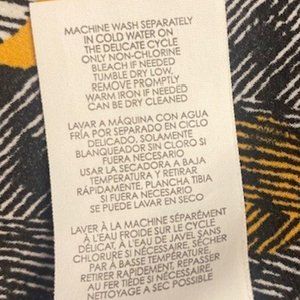 MACHINE WASH SEPARATELY
IN COLD WATER ON
THE DELICATE CYCLE
ONLY NON-CHLORINE
BLEACH IF NEEDED
TUMBLE DRY LOW,
REMOVE PROMPTLY
WARM IRON IF NEEDED
CAN BE DRY CLEANED
LAVAR A MÁQUINA CON AGUA
FRÍA POR SEPARADO EN CICLO
DELICADO, SOLAMENTE
BLANQUEADOR SIN CLORO SI
FUERA NECESARIO
USAR LA SECADORA A BAJA
TEMPERATURA Y RETIRAR
RÁPIDAMENTE, PLANCHA TIBIA
SI FUERA NECESARIO
SE PUEDE LAVAR EN SECO
LAVER À LA MACHINE SÉPARÉMENT
À L'EAU FROIDE SUR LE CYCLE
DÉLICAT, À L'EAU DE JAVEL SANS
CHLORURE SI NÉCESSAIRE, SÉCHER
PAR À BASSE TEMPÉRATURE,
RETIRER RAPIDEMENT, REPASSER
AU FER TIÈDE SI NÉCESSAIRE,
NETTOYAGE A SEC POSSIBLE